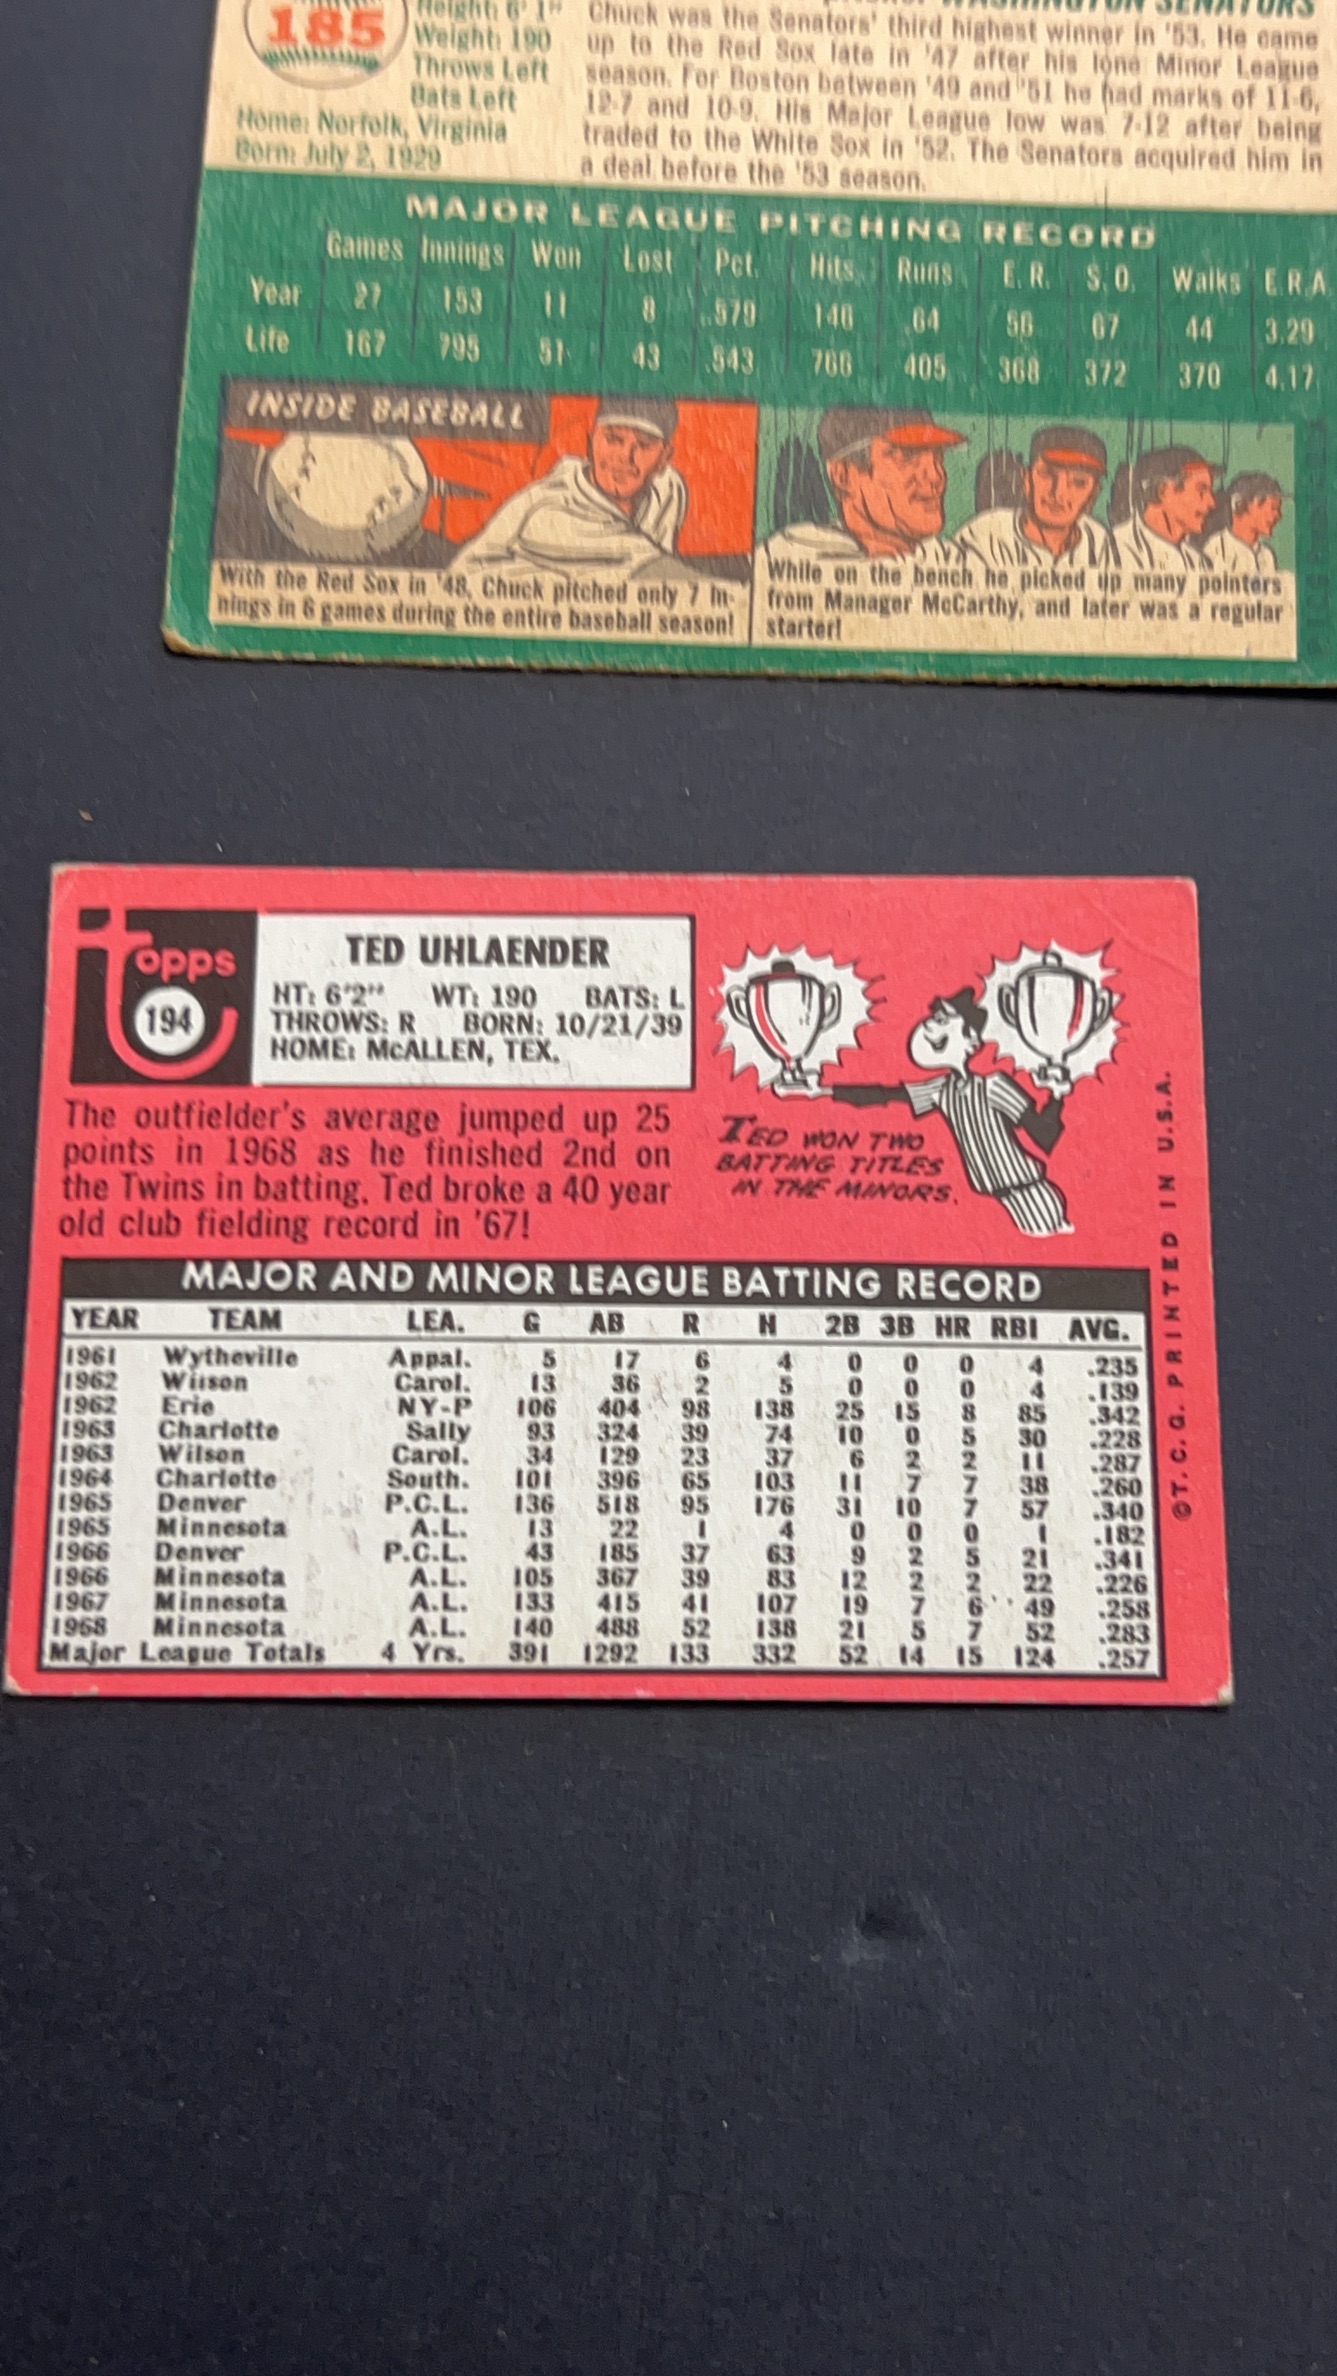 185
Height: 6' 1"
Weight: 190
Throws Left
Bats Left
Home: Norfolk, Virginia
Born: July 2, 1929
WASHINGTON SENATORS
Chuck was the Senators' third highest winner in '53. He came
up to the Red Sox late in '47 after his lone Minor League
season. For Boston between '49 and '51 he had marks of 11-6,
12-7 and 10-9. His Major League low was 7-12 after being
traded to the White Sox in '52. The Senators acquired him in
a deal before the '53 season.
MAJOR LEAGUE PITCHING RECORD
Games Innings Won Lost Pct. Hits Runs E.R. S.O. Walks E.R.A.
Year 27 153 11 8 .579 146 64 56 67 44 3.29
Life 167 795 51 43 .543 766 405 368 372 370 4.17
INSIDE BASEBALL
With the Red Sox in '48, Chuck pitched only 7 in-
nings in 6 games during the entire baseball season!
While on the bench he picked up many pointers
from Manager McCarthy, and later was a regular
starter!
topps
194
TED UHLAENDER
HT: 6'2" WT: 190 BATS: L
THROWS: R BORN: 10/21/39
HOME: McALLEN, TEX.
The outfielder's average jumped up 25
points in 1968 as he finished 2nd on
the Twins in batting. Ted broke a 40 year
old club fielding record in '67!
TED WON TWO
BATTING TITLES
IN THE MINORS.
MAJOR AND MINOR LEAGUE BATTING RECORD
YEAR TEAM LEA. G AB R H 2B 3B HR RBI AVG.
1961 Wytheville Appal. 5 17 6 4 0 0 0 4 .235
1962 Wilson Carol. 13 36 2 5 0 0 0 4 .139
1962 Erie NY-P 106 404 98 138 25 15 8 85 .342
1963 Charlotte Sally 93 324 39 74 10 0 5 30 .228
1963 Wilson Carol. 34 129 23 37 6 2 2 11 .287
1964 Charlotte South. 101 396 65 103 11 7 7 38 .260
1965 Denver P.C.L. 136 518 95 176 31 10 7 57 .340
1965 Minnesota A.L. 13 22 1 4 0 0 0 1 .182
1966 Denver P.C.L. 43 185 37 63 9 2 5 21 .341
1966 Minnesota A.L. 105 367 39 83 12 2 2 22 .226
1967 Minnesota A.L. 133 415 41 107 19 7 6 49 .258
1968 Minnesota A.L. 140 488 52 138 21 5 7 52 .283
Major League Totals 4 Yrs. 391 1292 133 332 52 14 15 124 .257
©T.C.G. PRINTED IN U.S.A.